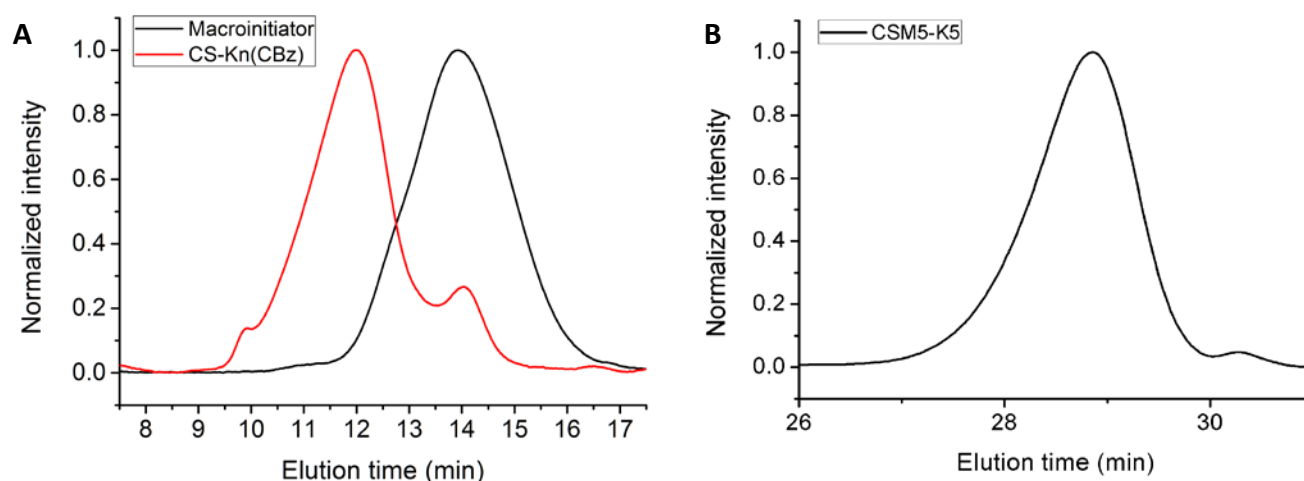 A
Macroinitiator
CS-Kn(CBz)
Normalized intensity
1.0
0.8
0.6
0.4
0.2
0.0
8 9 10 11 12 13 14 15 16 17
Elution time (min)
B
CSM5-K5
Normalized intensity
1.0
0.8
0.6
0.4
0.2
0.0
26 28 30
Elution time (min)